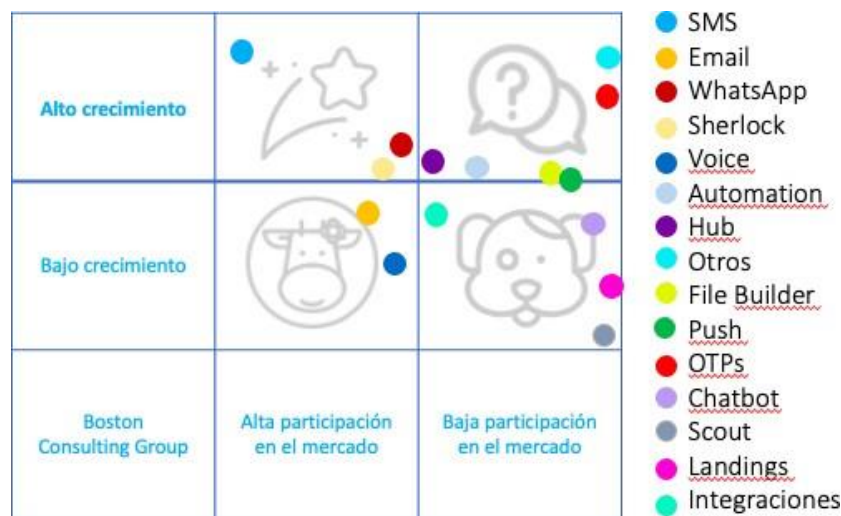 Alto crecimiento
Bajo crecimiento
Boston
Consulting Group
Alta participación
en el mercado
Baja participación
en el mercado
SMS
Email
WhatsApp
Sherlock
Voice
Automation
Hub
Otros
File Builder
Push
OTPs
Chatbot
Scout
Landings
Integraciones